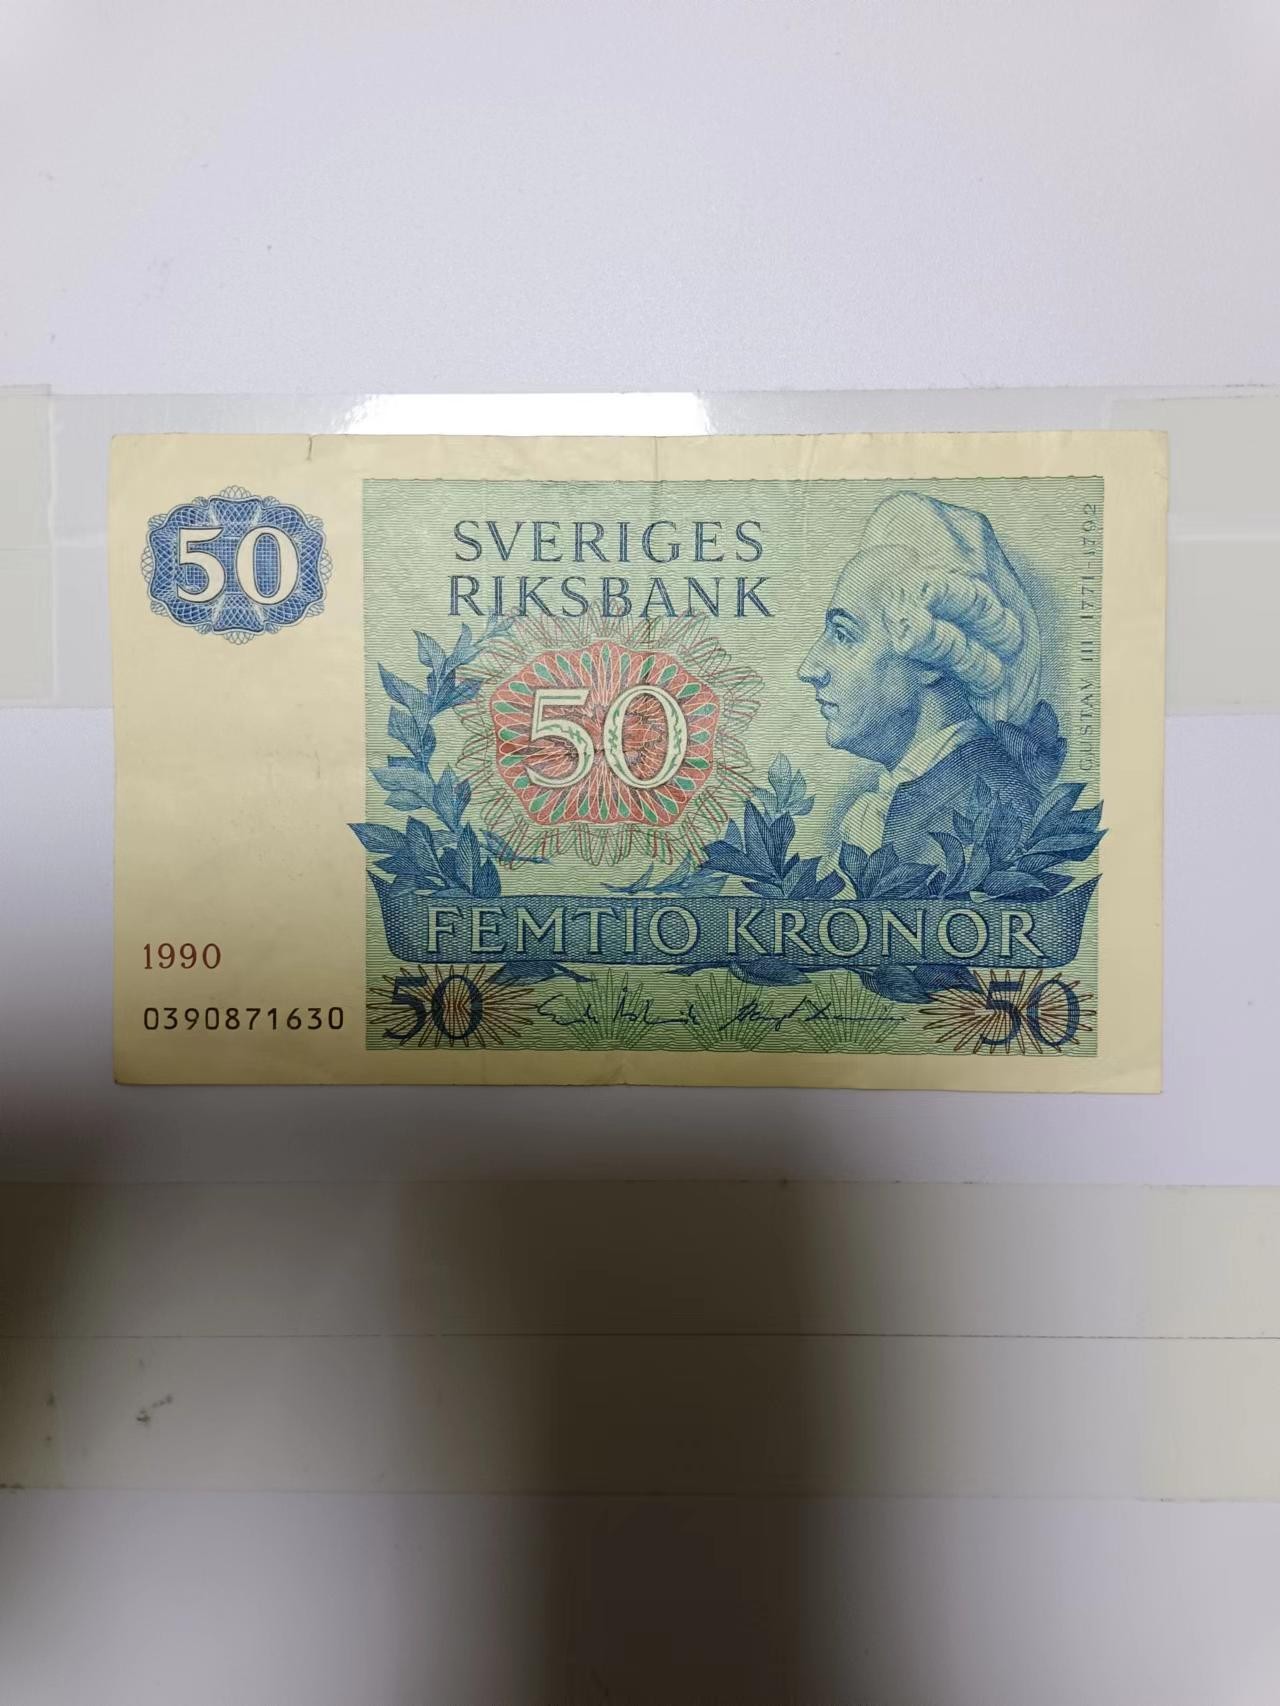 50
SVERIGES
RIKSBANK
50
GUSTAV III 1771-1792
FEMTIO KRONOR
1990
0390871630
50
50